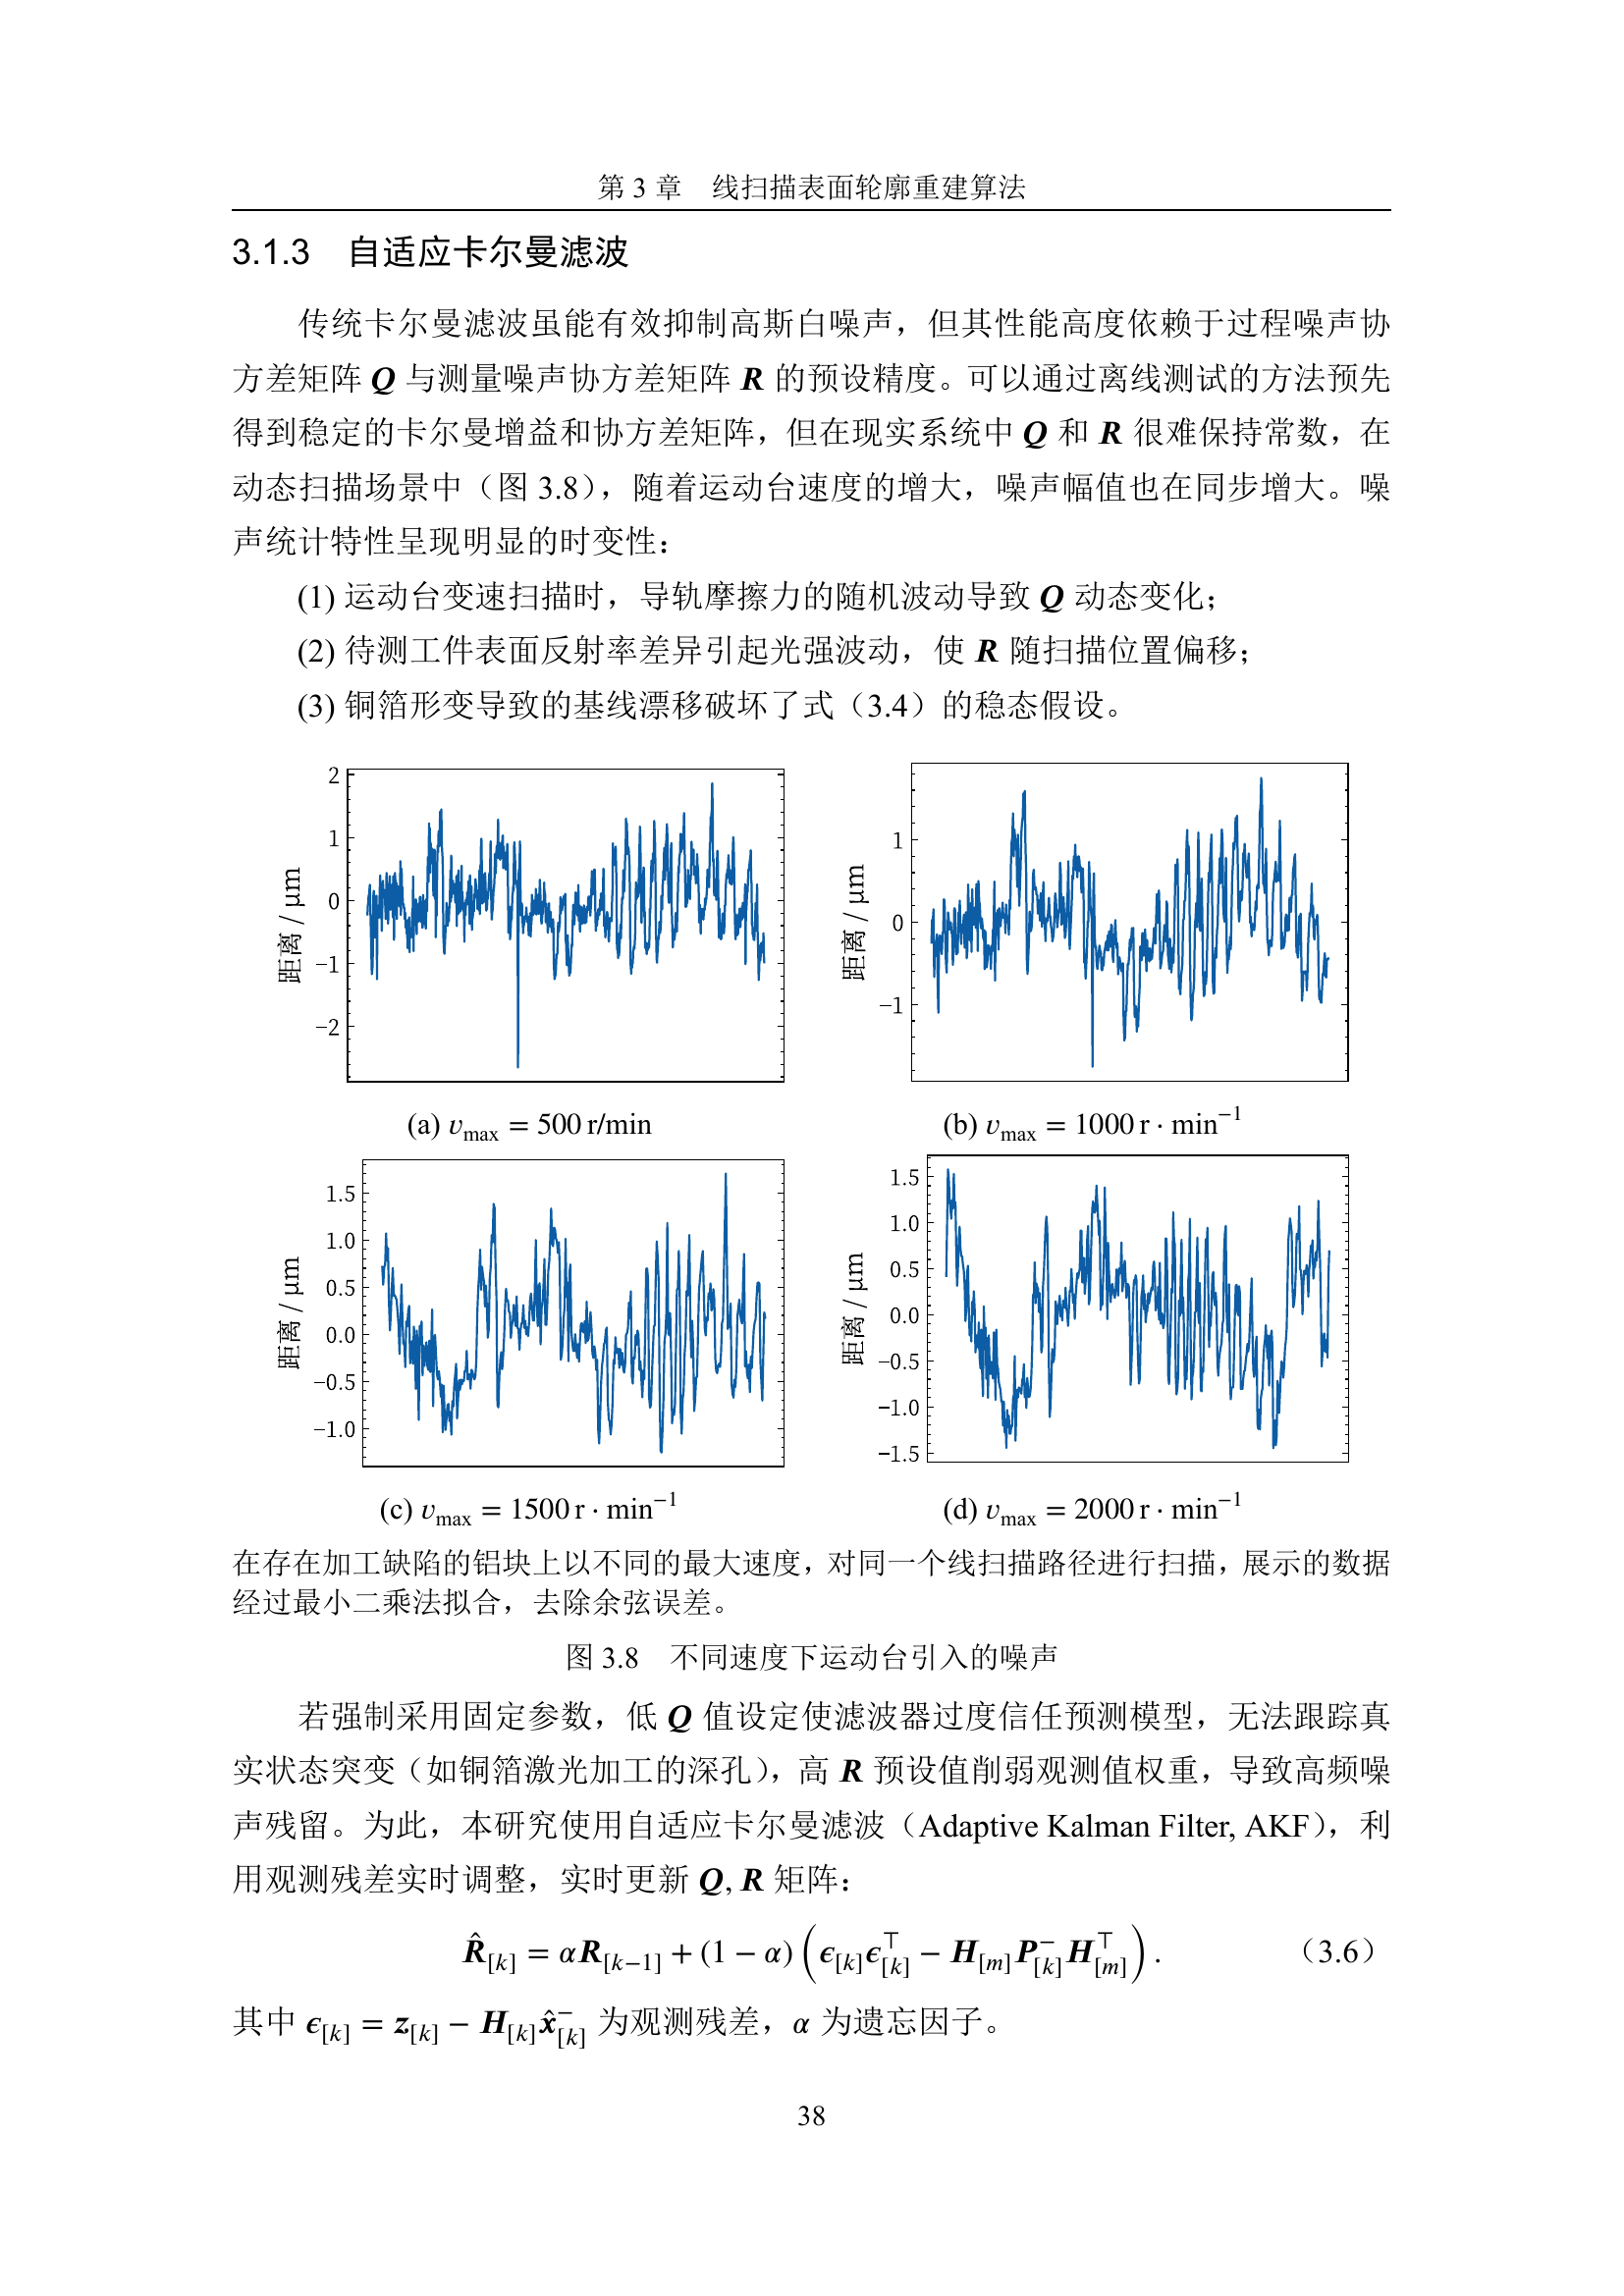 第 3 章　线扫描表面轮廓重建算法
3.1.3　自适应卡尔曼滤波
传统卡尔曼滤波虽能有效抑制高斯白噪声，但其性能高度依赖于过程噪声协
方差矩阵 Q 与测量噪声协方差矩阵 R 的预设精度。可以通过离线测试的方法预先
得到稳定的卡尔曼增益和协方差矩阵，但在现实系统中 Q 和 R 很难保持常数，在
动态扫描场景中（图 3.8），随着运动台速度的增大，噪声幅值也在同步增大。噪
声统计特性呈现明显的时变性：
(1) 运动台变速扫描时，导轨摩擦力的随机波动导致 Q 动态变化；
(2) 待测工件表面反射率差异引起光强波动，使 R 随扫描位置偏移；
(3) 铜箔形变导致的基线漂移破坏了式（3.4）的稳态假设。
2
1
0
−1
−2
距离 / μm
(a) v_max = 500 r/min
1
0
−1
距离 / μm
(b) v_max = 1000 r · min⁻¹
1.5
1.0
0.5
0.0
−0.5
−1.0
距离 / μm
(c) v_max = 1500 r · min⁻¹
1.5
1.0
0.5
0.0
−0.5
−1.0
−1.5
距离 / μm
(d) v_max = 2000 r · min⁻¹
在存在加工缺陷的铝块上以不同的最大速度，对同一个线扫描路径进行扫描，展示的数据
经过最小二乘法拟合，去除余弦误差。
图 3.8　不同速度下运动台引入的噪声
若强制采用固定参数，低 Q 值设定使滤波器过度信任预测模型，无法跟踪真
实状态突变（如铜箔激光加工的深孔），高 R 预设值削弱观测值权重，导致高频噪
声残留。为此，本研究使用自适应卡尔曼滤波（Adaptive Kalman Filter, AKF），利
用观测残差实时调整，实时更新 Q, R 矩阵：
R̂_[k] = αR_[k−1] + (1 − α) (ϵ_[k]ϵ_[k]^⊤ − H_[m]P_[k]^− H_[m]^⊤) .　（3.6）
其中 ϵ_[k] = z_[k] − H_[k]x̂_[k]^− 为观测残差，α 为遗忘因子。
38